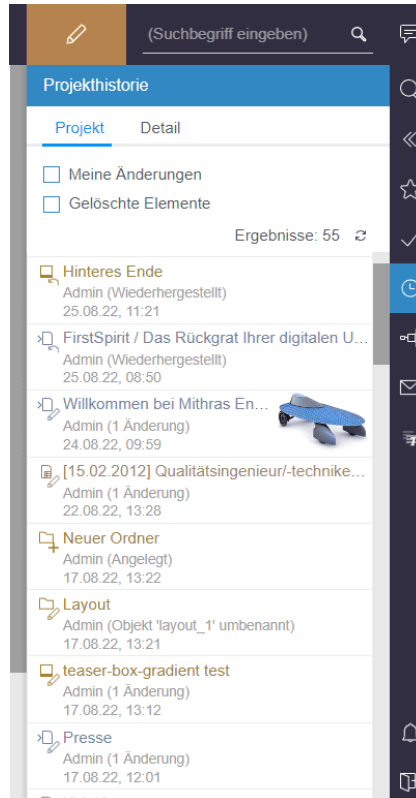 (Suchbegriff eingeben)
Projekthistorie
Projekt Detail
Meine Änderungen
Gelöschte Elemente
Ergebnisse: 55
Hinteres Ende
Admin (Wiederhergestellt)
25.08.22, 11:21
FirstSpirit / Das Rückgrat Ihrer digitalen U...
Admin (Wiederhergestellt)
25.08.22, 08:50
Willkommen bei Mithras En...
Admin (1 Änderung)
24.08.22, 09:59
[15.02.2012] Qualitätsingenieur/-technike...
Admin (1 Änderung)
22.08.22, 13:28
Neuer Ordner
Admin (Angelegt)
17.08.22, 13:22
Layout
Admin (Objekt 'layout_1' umbenannt)
17.08.22, 13:21
teaser-box-gradient test
Admin (1 Änderung)
17.08.22, 13:12
Presse
Admin (1 Änderung)
17.08.22, 12:01